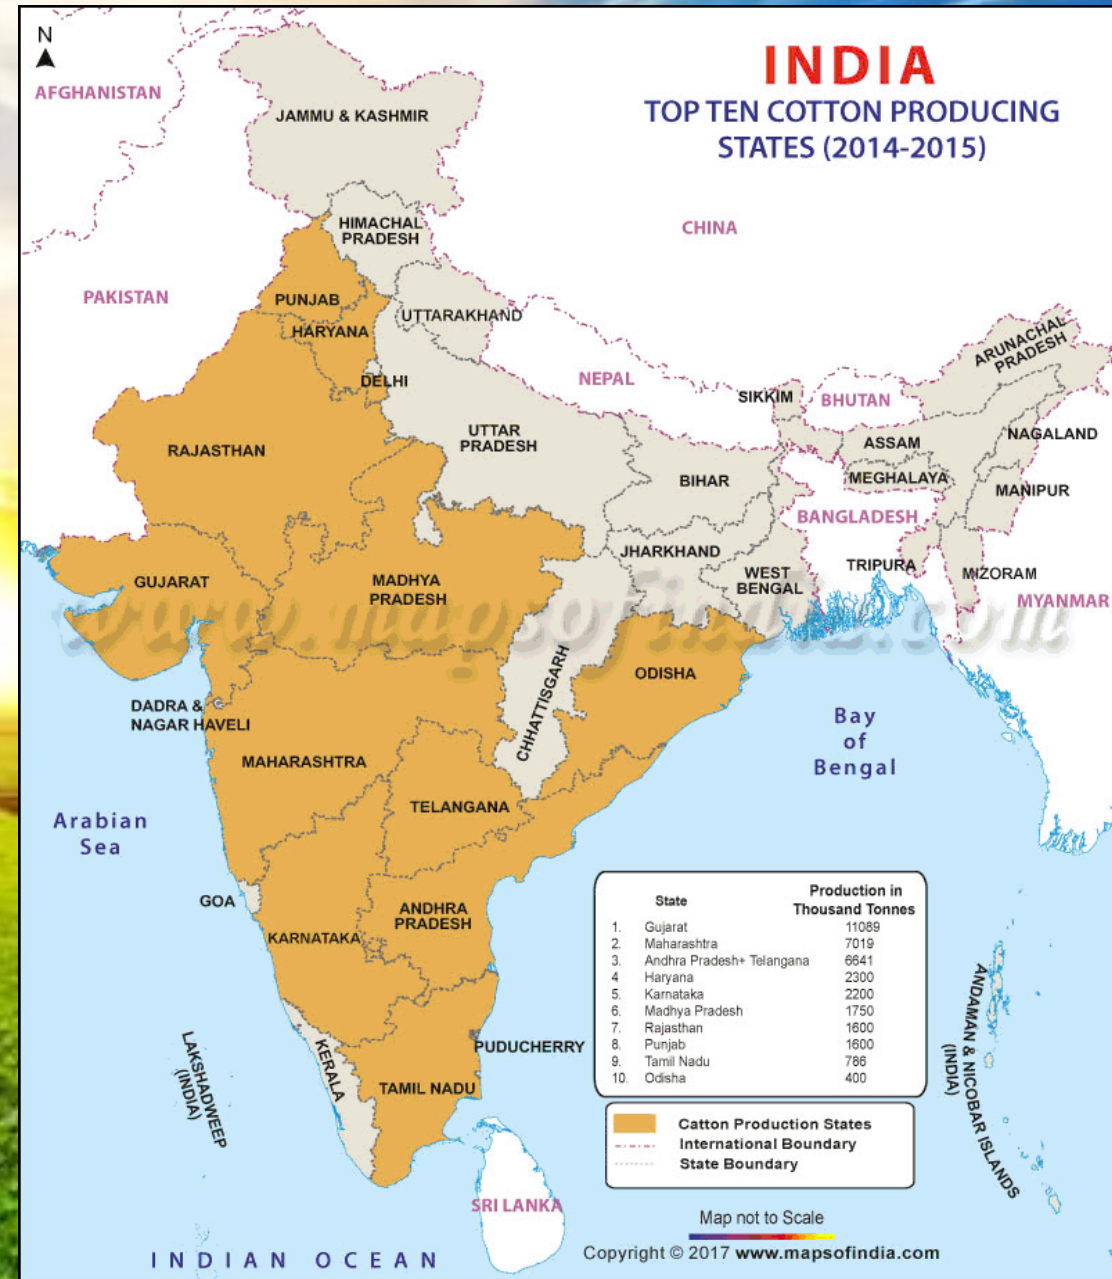 N
INDIA
TOP TEN COTTON PRODUCING
STATES (2014-2015)
AFGHANISTAN
JAMMU & KASHMIR
HIMACHAL
PRADESH
CHINA
PAKISTAN
PUNJAB
HARYANA
UTTARAKHAND
DELHI
NEPAL
SIKKIM
BHUTAN
ARUNACHAL
PRADESH
RAJASTHAN
UTTAR
PRADESH
ASSAM
NAGALAND
BIHAR
MEGHALAYA
MANIPUR
BANGLADESH
JHARKHAND
GUJARAT
MADHYA
PRADESH
WEST
BENGAL
TRIPURA
MIZORAM
MYANMAR
www.mapsofindia.com
CHHATTISGARH
ODISHA
DADRA &
NAGAR HAVELI
MAHARASHTRA
TELANGANA
Bay
of
Bengal
Arabian
Sea
GOA
KARNATAKA
ANDHRA
PRADESH
State Production in
Thousand Tonnes
1. Gujarat 11089
2. Maharashtra 7019
3. Andhra Pradesh+ Telangana 6641
4 Haryana 2300
5. Karnataka 2200
6. Madhya Pradesh 1750
7. Rajasthan 1600
8. Punjab 1600
9. Tamil Nadu 786
10. Odisha 400
LAKSHADWEEP
(INDIA)
KERALA
PUDUCHERRY
TAMIL NADU
ANDAMAN & NICOBAR ISLANDS
(INDIA)
Catton Production States
International Boundary
State Boundary
SRI LANKA
Map not to Scale
Copyright © 2017 www.mapsofindia.com
INDIAN OCEAN